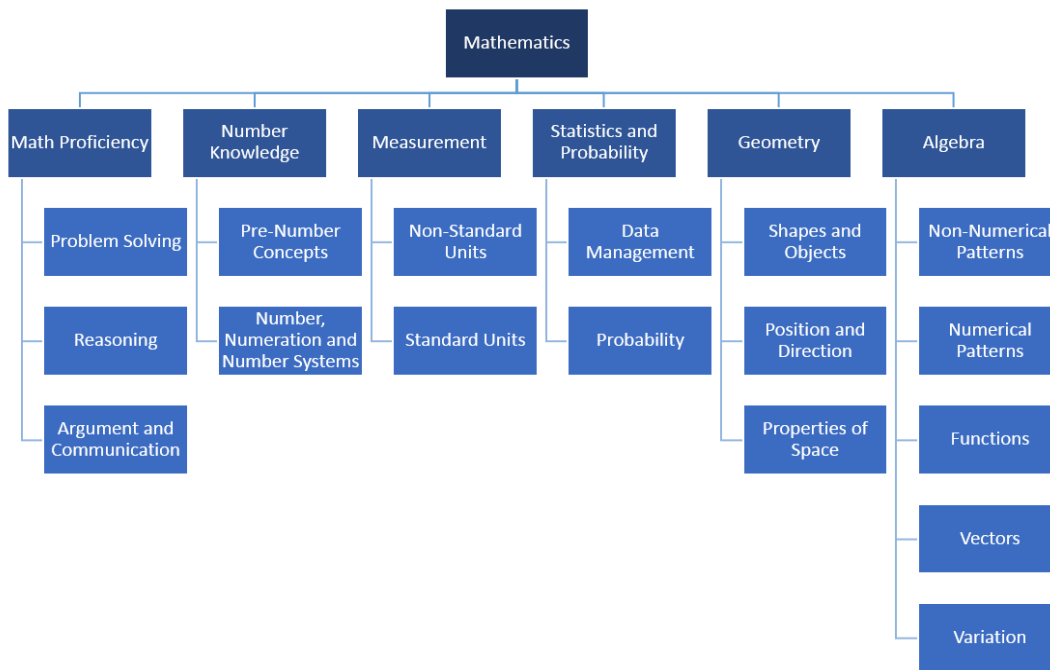 Mathematics
Math Proficiency
Number
Knowledge
Measurement
Statistics and
Probability
Geometry
Algebra
Problem Solving
Pre-Number
Concepts
Non-Standard
Units
Data
Management
Shapes and
Objects
Non-Numerical
Patterns
Reasoning
Number,
Numeration and
Number Systems
Standard Units
Probability
Position and
Direction
Numerical
Patterns
Argument and
Communication
Properties of
Space
Functions
Vectors
Variation